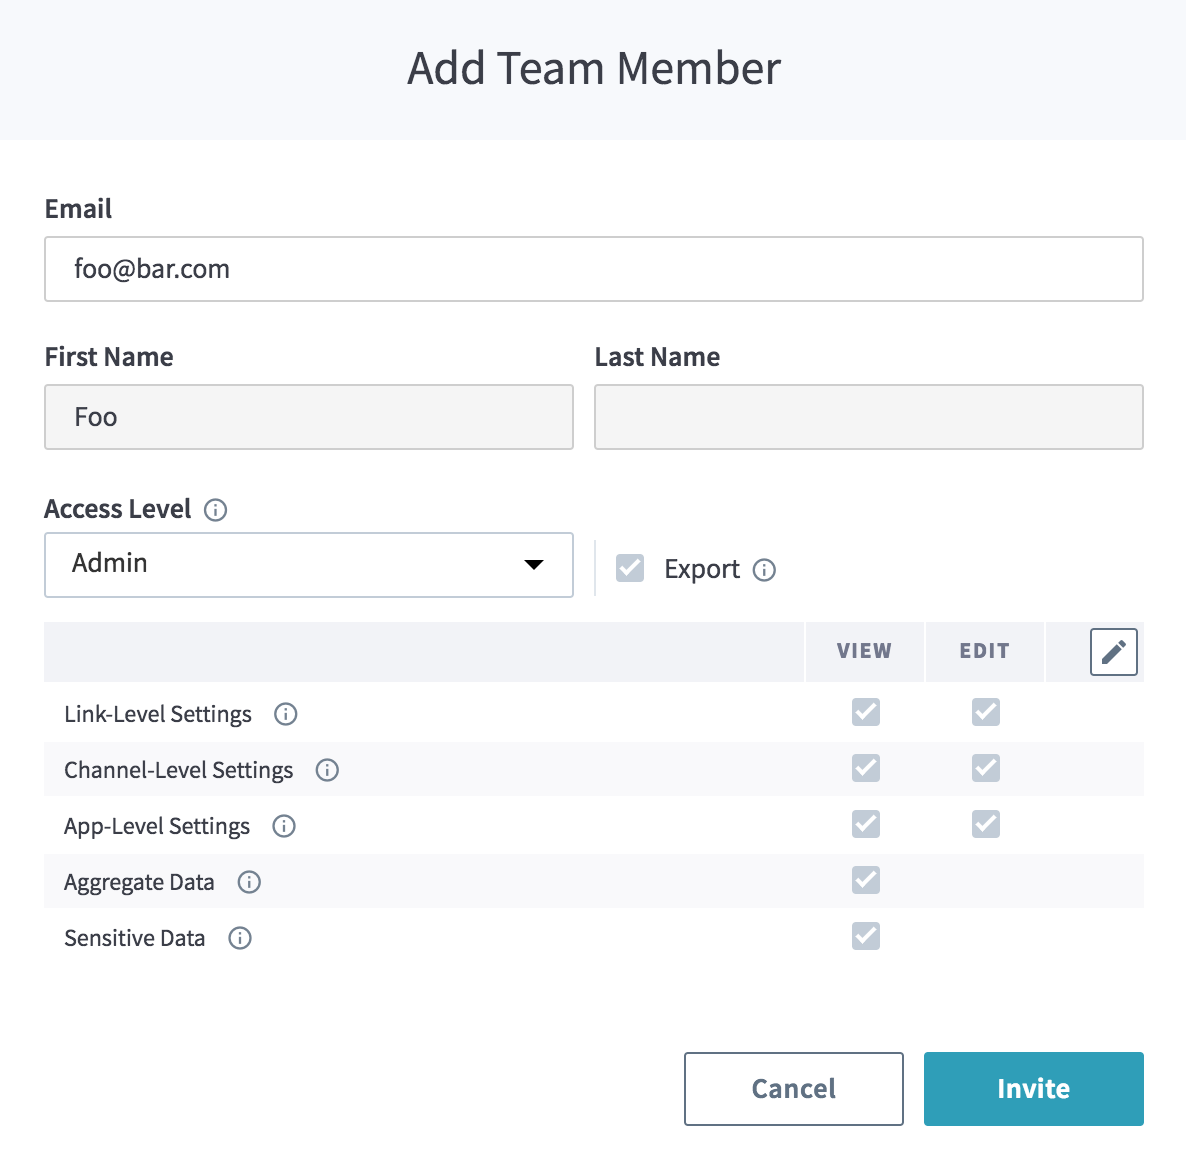 Add Team Member
Email
foo@bar.com
First Name Last Name
Foo
Access Level
Admin Export
VIEW EDIT
Link-Level Settings
Channel-Level Settings
App-Level Settings
Aggregate Data
Sensitive Data
Cancel Invite